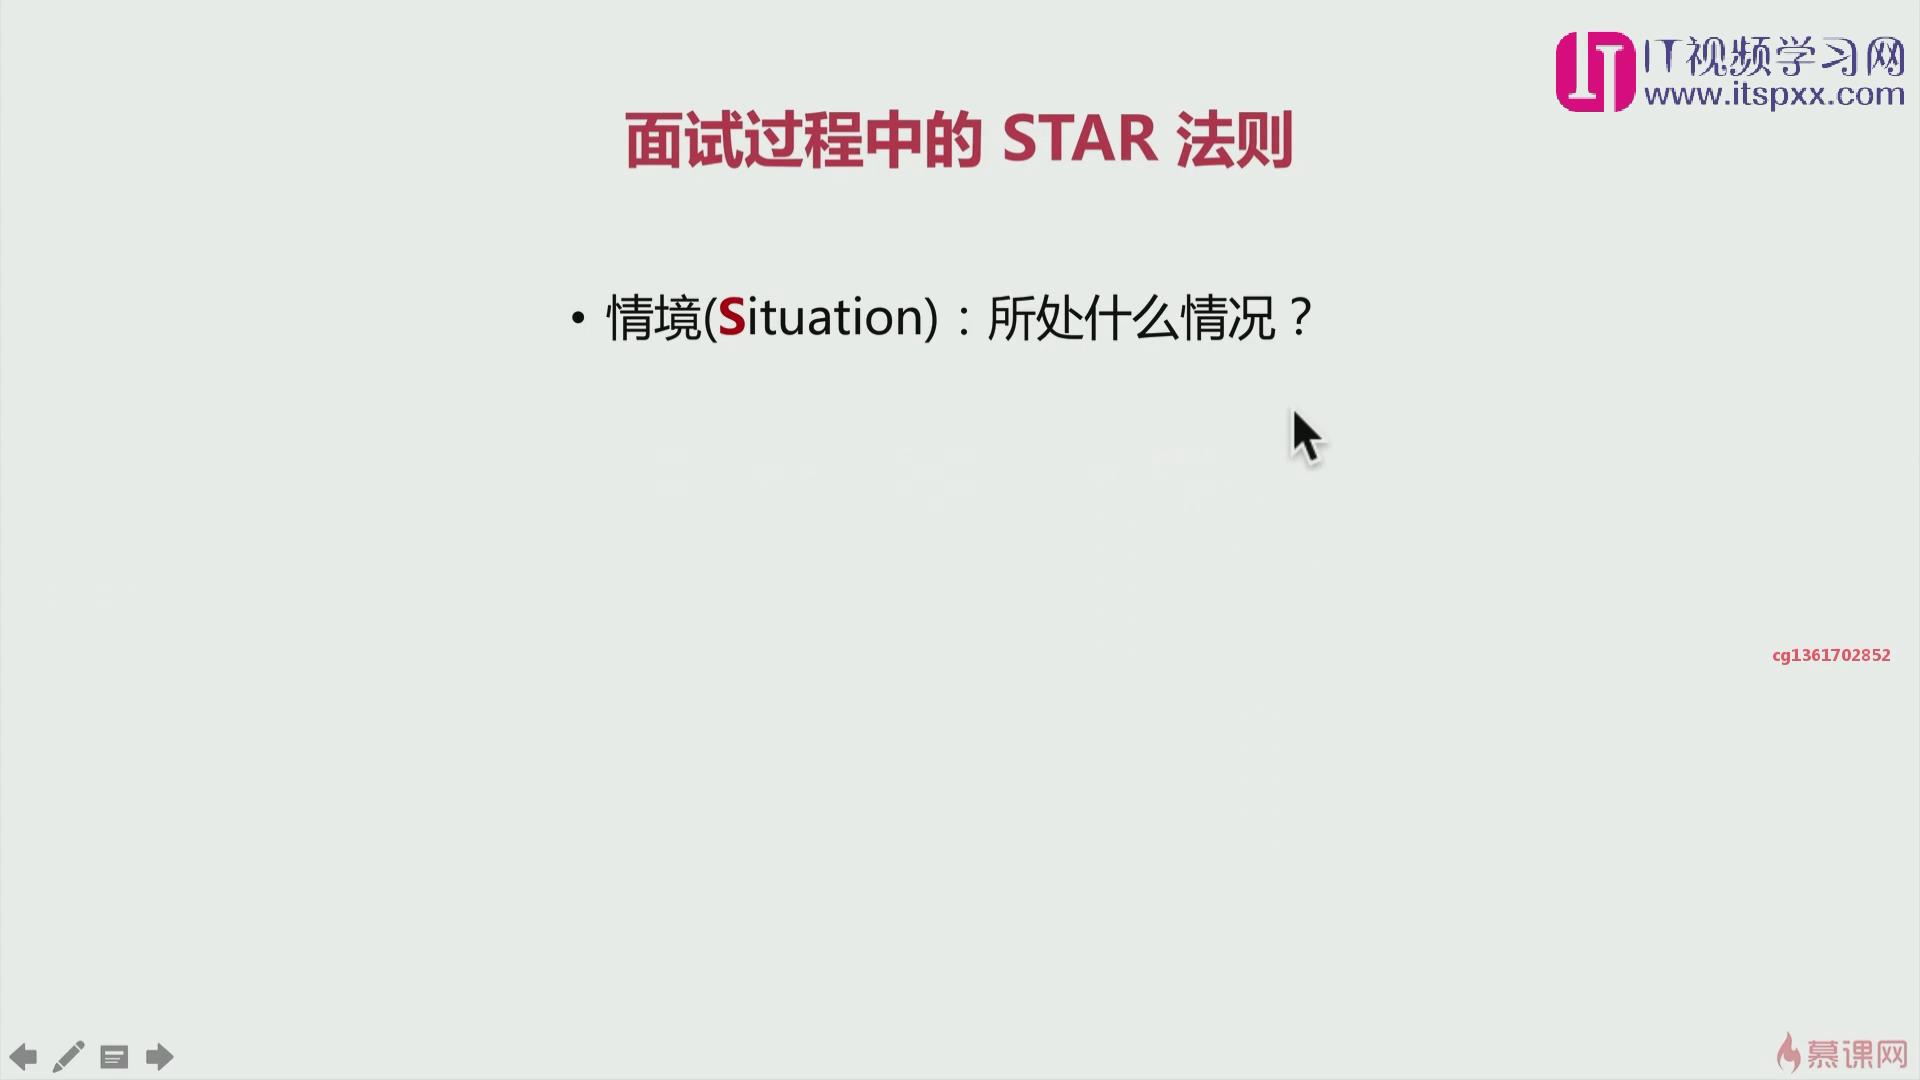 IT视频学习网
www.itspxx.com
面试过程中的 STAR 法则
• 情境(Situation)：所处什么情况？
cg1361702852
慕课网